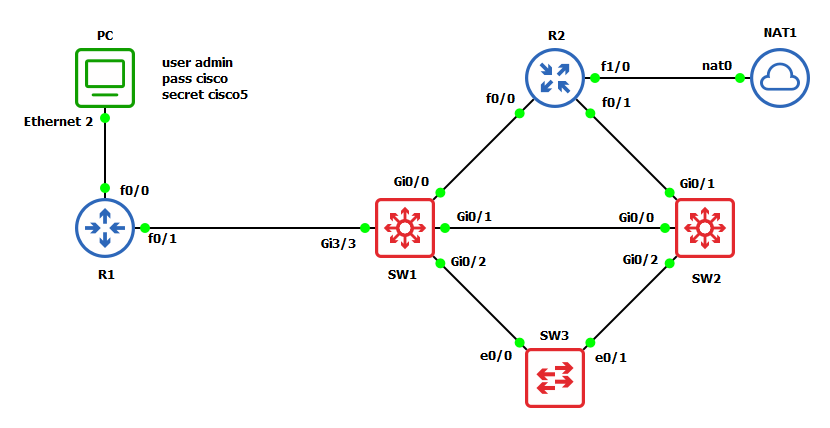 PC
user admin
pass cisco
secret cisco5
Ethernet 2
f0/0
f0/1
R1
R2
f1/0
f0/0
f0/1
NAT1
nat0
Gi0/0
Gi0/1
Gi3/3
Gi0/2
SW1
Gi0/1
Gi0/0
Gi0/2
SW2
SW3
e0/0
e0/1